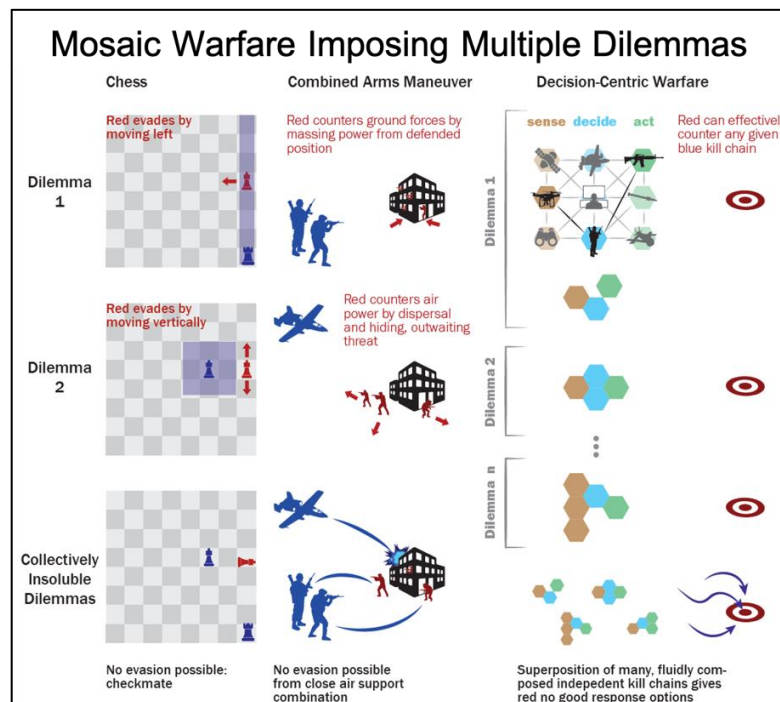 Mosaic Warfare Imposing Multiple Dilemmas
Chess
Combined Arms Maneuver
Decision-Centric Warfare
Dilemma
1
Red evades by
moving left
Red counters ground forces by
massing power from defended
position
Dilemma 1
sense decide act
Red can effectivel
counter any given
blue kill chain
Dilemma
2
Red evades by
moving vertically
Red counters air
power by dispersal
and hiding, outwaiting
threat
Dilemma 2
Dilemma n
Collectively
Insoluble
Dilemmas
No evasion possible:
checkmate
No evasion possible
from close air support
combination
Superposition of many, fluidly com-
posed indepedent kill chains gives
red no good response options